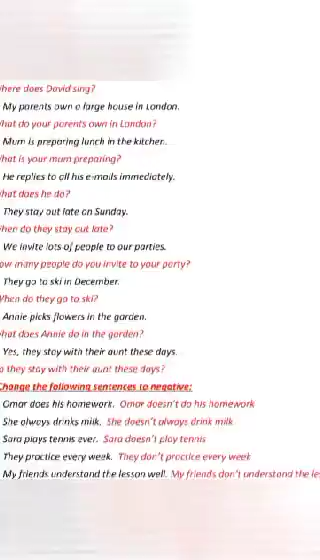 here does David sing?
My parents own a large house in London.
hat do your parents own in London?
Mum is preparing lunch in the kitchen.
hat is your mum preparing?
He replies to all his e-mails immediately.
hat does he do?
They stay out late on Sunday.
hen do they stay out late?
We invite lots of people to our parties.
ow many people do you invite to your party?
They go to ski in December.
hen do they go to ski?
Annie picks flowers in the garden.
hat does Annie do in the garden?
Yes, they stay with their aunt these days.
o they stay with their aunt these days?
Change the following sentences to negative:
Omar does his homework. Omar doesn't do his homework
She always drinks milk. She doesn't always drink milk
Sara plays tennis ever. Sara doesn't play tennis
They practice every week. They don't practice every week
My friends understand the lesson well. My friends don't understand the les